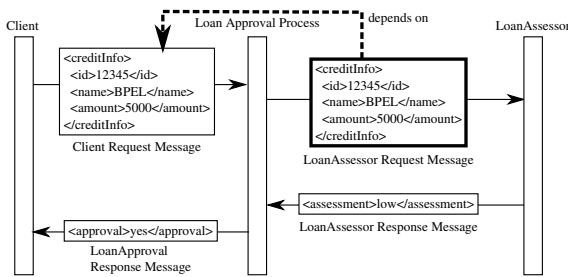 Client
Loan Approval Process
depends on
LoanAssessor
<creditInfo>
<id>12345</id>
<name>BPEL</name>
<amount>5000</amount>
</creditInfo>
Client Request Message
<creditInfo>
<id>12345</id>
<name>BPEL</name>
<amount>5000</amount>
</creditInfo>
LoanAssessor Request Message
<assessment>low</assessment>
LoanAssessor Response Message
<approval>yes</approval>
LoanApproval
Response Message